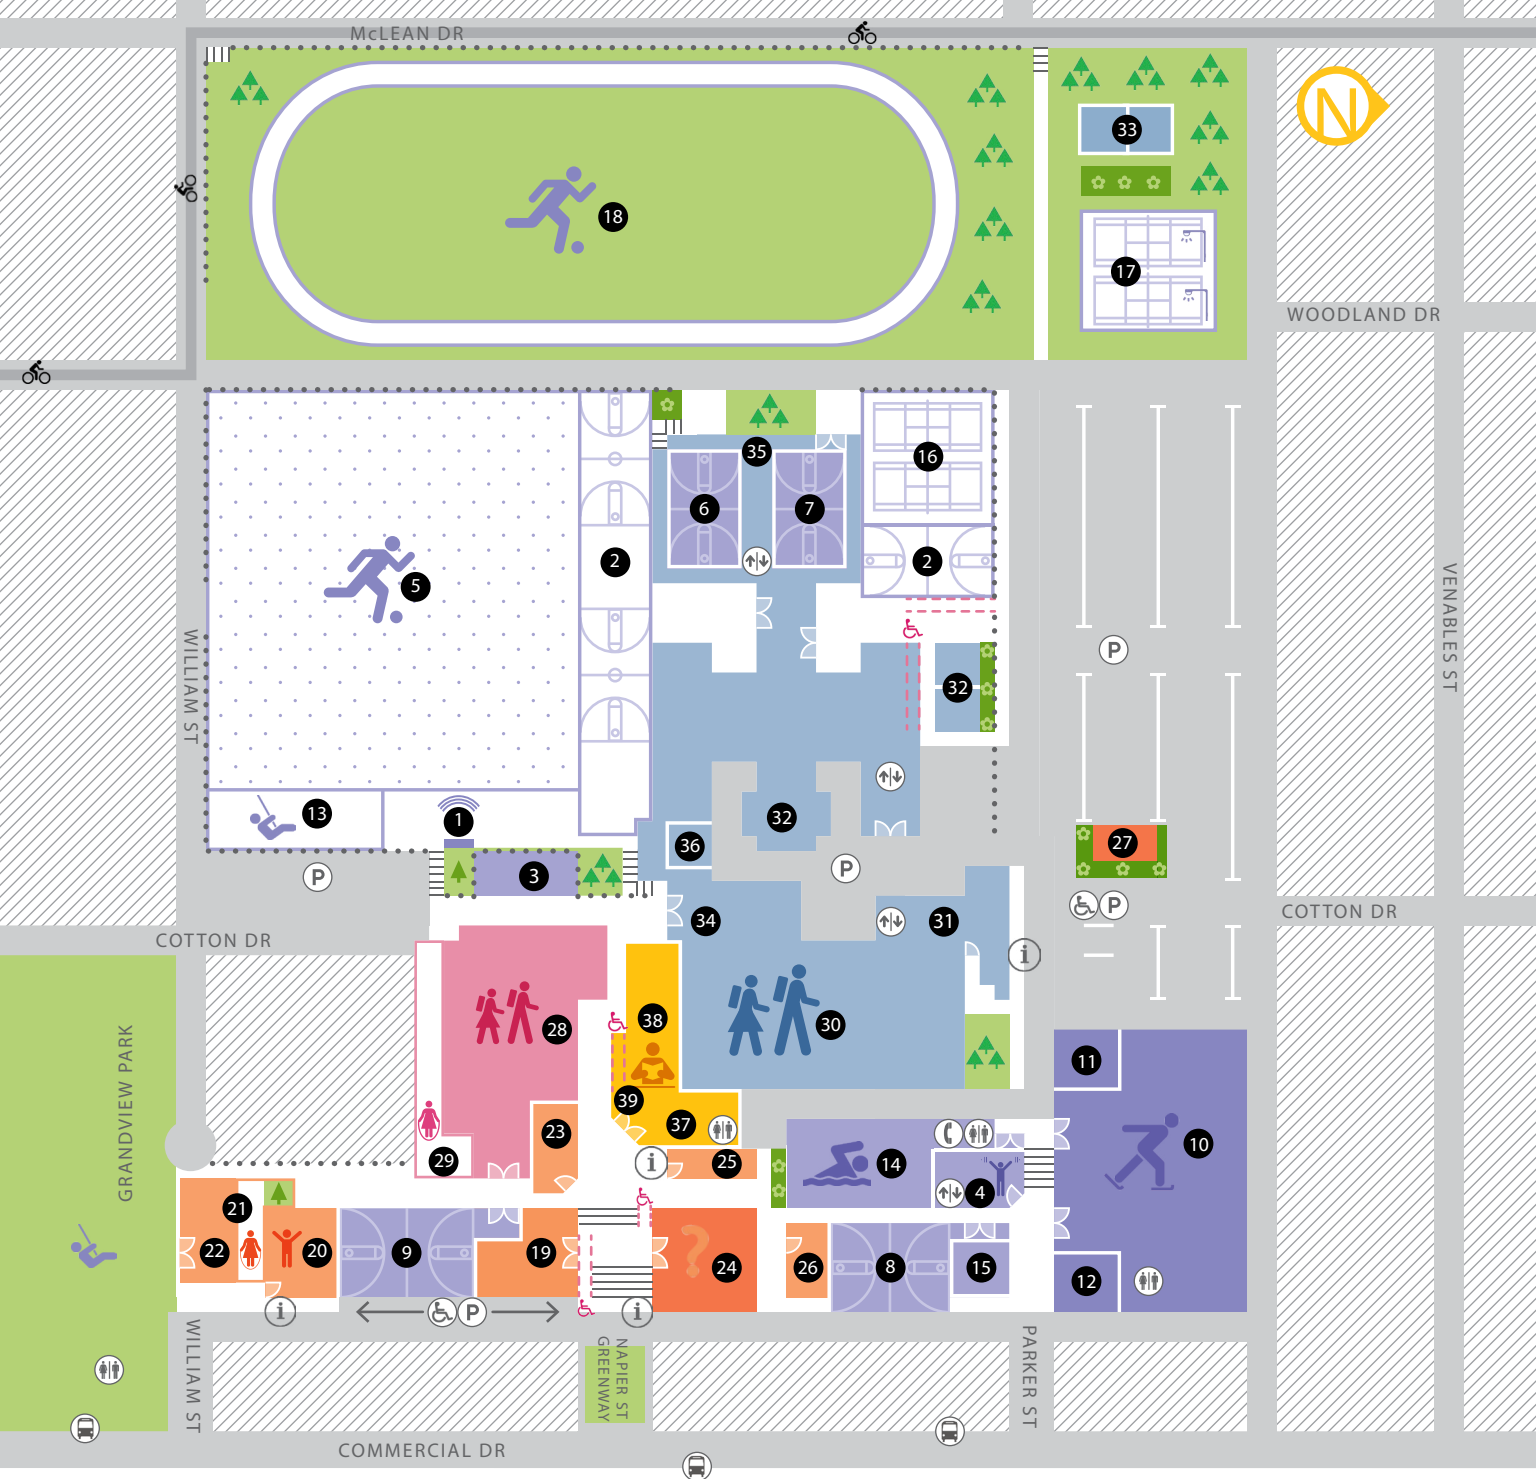 McLEAN DR
N
33
18
17
WOODLAND DR
35
16
6
7
2
2
5
VENABLES ST
P
WILLIAM ST
32
13
1
32
27
36
P
3
P
P
34
31
COTTON DR
COTTON DR
i
38
30
28
GRANDVIEW PARK
11
39
37
23
10
29
i
25
14
4
21
22
20
9
19
?
24
26
8
15
12
i
P
i
WILLIAM ST
NAPIER ST
GREENWAY
PARKER ST
COMMERCIAL DR